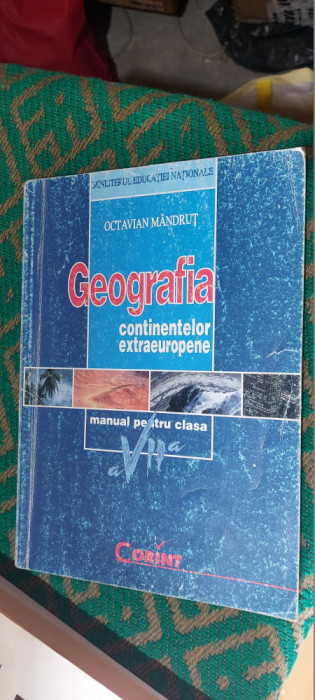 MINISTERUL EDUCAȚIEI NAȚIONALE
OCTAVIAN MÂNDRUȚ
Geografia
continentelor
extraeuropene
manual pentru clasa
a VII a
CORINT